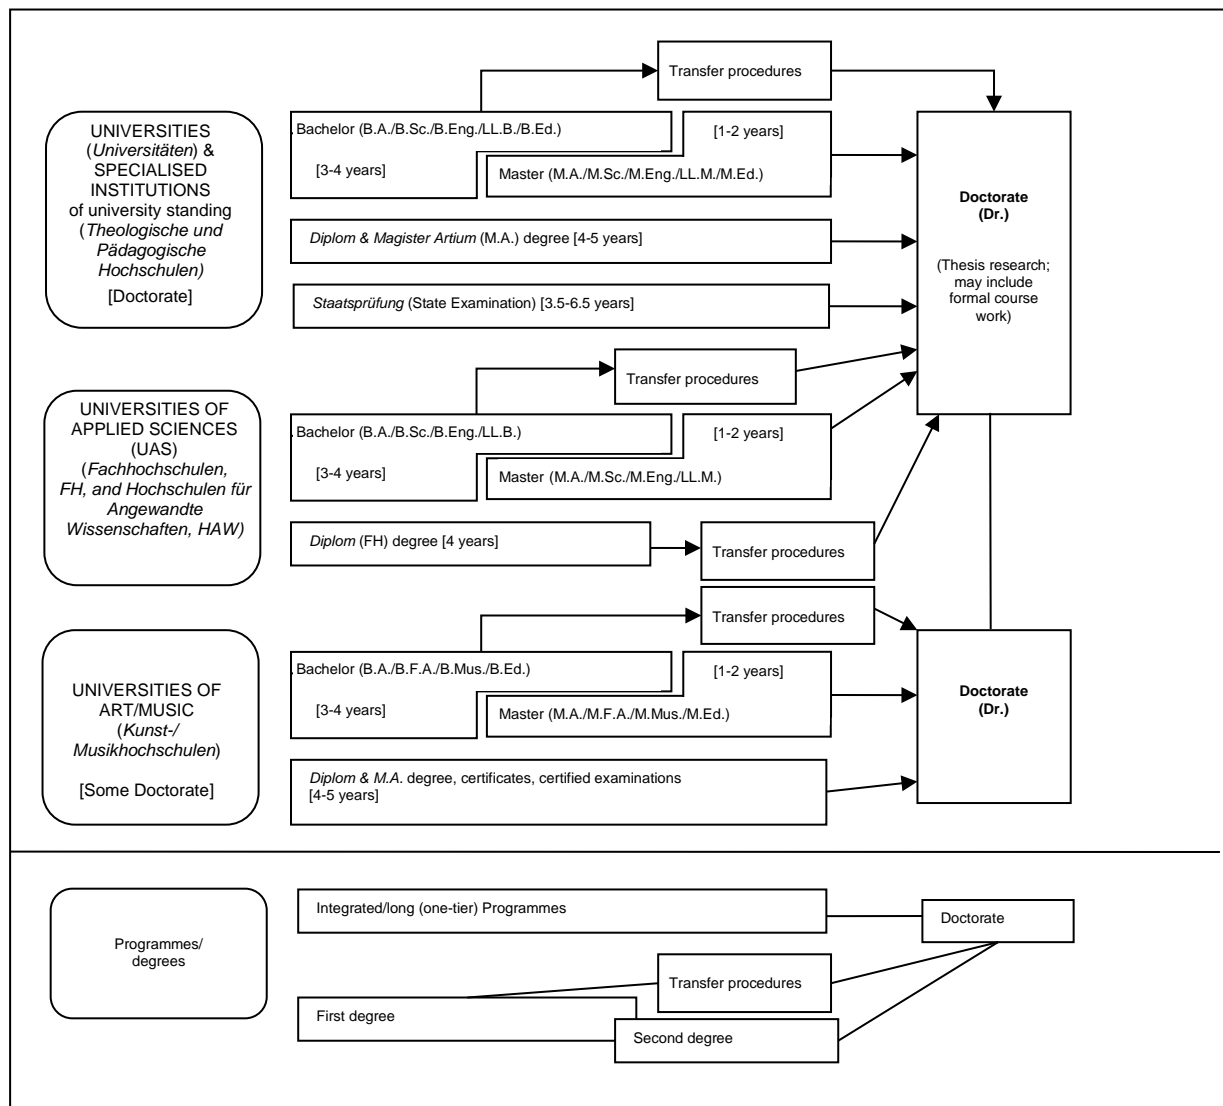 Transfer procedures
UNIVERSITIES
(Universitäten) &
SPECIALISED
INSTITUTIONS
of university standing
(Theologische und
Pädagogische
Hochschulen)
[Doctorate]
. Bachelor (B.A./B.Sc./B.Eng./LL.B./B.Ed.)
[3-4 years]
[1-2 years]
Master (M.A./M.Sc./M.Eng./LL.M./M.Ed.)
Diplom & Magister Artium (M.A.) degree [4-5 years]
Staatsprüfung (State Examination) [3.5-6.5 years]
Doctorate
(Dr.)
(Thesis research;
may include
formal course
work)
Transfer procedures
UNIVERSITIES OF
APPLIED SCIENCES
(UAS)
(Fachhochschulen,
FH, and Hochschulen für
Angewandte
Wissenschaften, HAW)
. Bachelor (B.A./B.Sc./B.Eng./LL.B.)
[3-4 years]
[1-2 years]
Master (M.A./M.Sc./M.Eng./LL.M.)
Diplom (FH) degree [4 years]
Transfer procedures
Transfer procedures
UNIVERSITIES OF
ART/MUSIC
(Kunst-/
Musikhochschulen)
[Some Doctorate]
. Bachelor (B.A./B.F.A./B.Mus./B.Ed.)
[3-4 years]
[1-2 years]
Master (M.A./M.F.A./M.Mus./M.Ed.)
Diplom & M.A. degree, certificates, certified examinations
[4-5 years]
Doctorate
(Dr.)
Programmes/
degrees
Integrated/long (one-tier) Programmes
Doctorate
Transfer procedures
First degree
Second degree